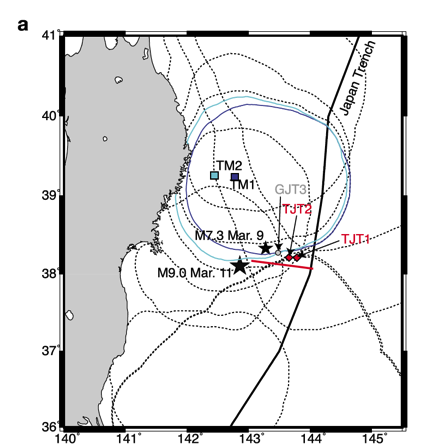 a
41°
40°
39°
38°
37°
36°
140°
141°
142°
143°
144°
145°
Japan Trench
TM2
TM1
GJT3
TJT2
M7.3 Mar. 9
TJT1
M9.0 Mar. 11